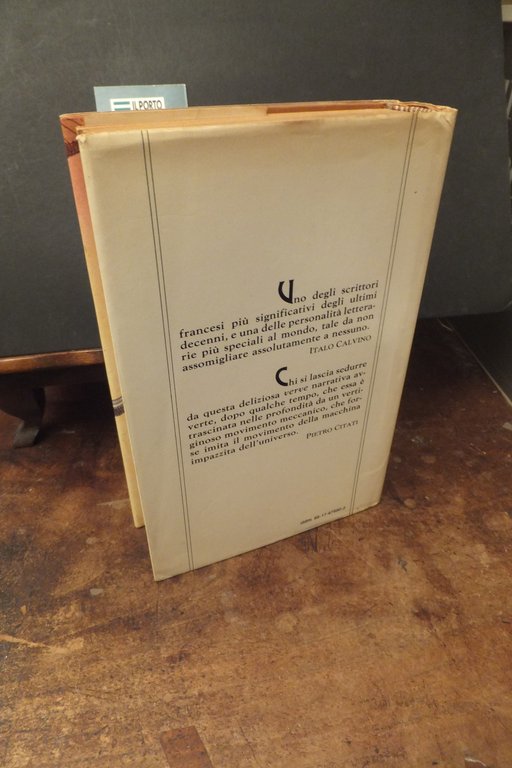 IL PORTO
Uno degli scrittori
francesi più significativi degli ultimi
decenni, e una delle personalità lettera-
rie più speciali al mondo, tale da non
assomigliare assolutamente a nessuno.
ITALO CALVINO
Chi si lascia sedurre
da questa deliziosa verve narrativa av-
verte, dopo qualche tempo, che essa è
trascinata nelle profondità da un verti-
ginoso movimento meccanico, che for-
se imita il movimento della macchina
impazzita dell'universo.
PIETRO CITATI